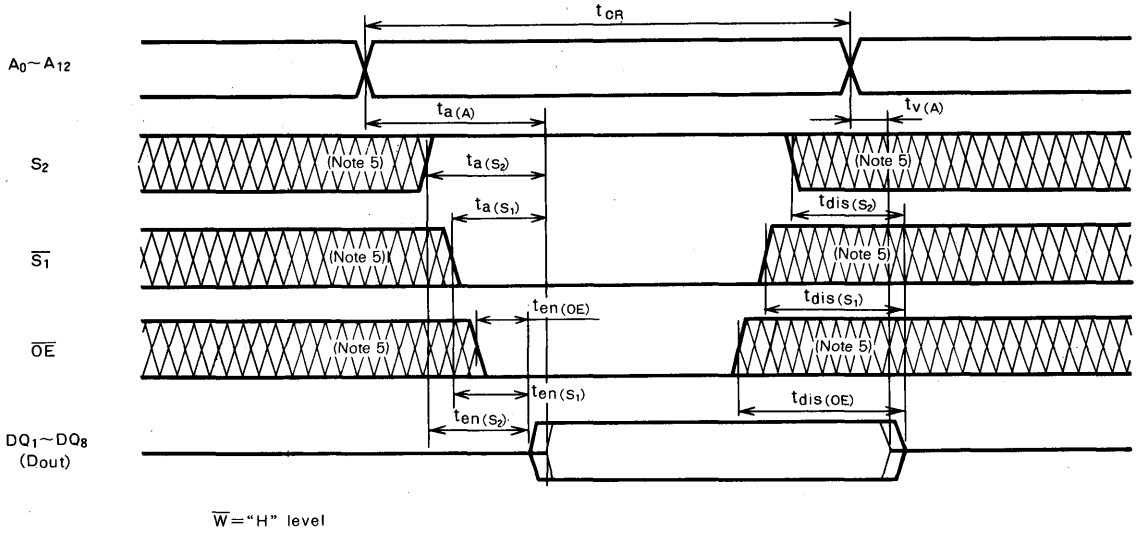 tCR
A0~A12
ta(A)
tv(A)
S2
(Note 5)
ta(S2)
(Note 5)
ta(S1)
tdis(S2)
S̅1̅
(Note 5)
(Note 5)
ten(OE)
tdis(S1)
O̅E̅
(Note 5)
(Note 5)
ten(S1)
tdis(OE)
ten(S2)
DQ1~DQ8
(Dout)
W̅="H" level